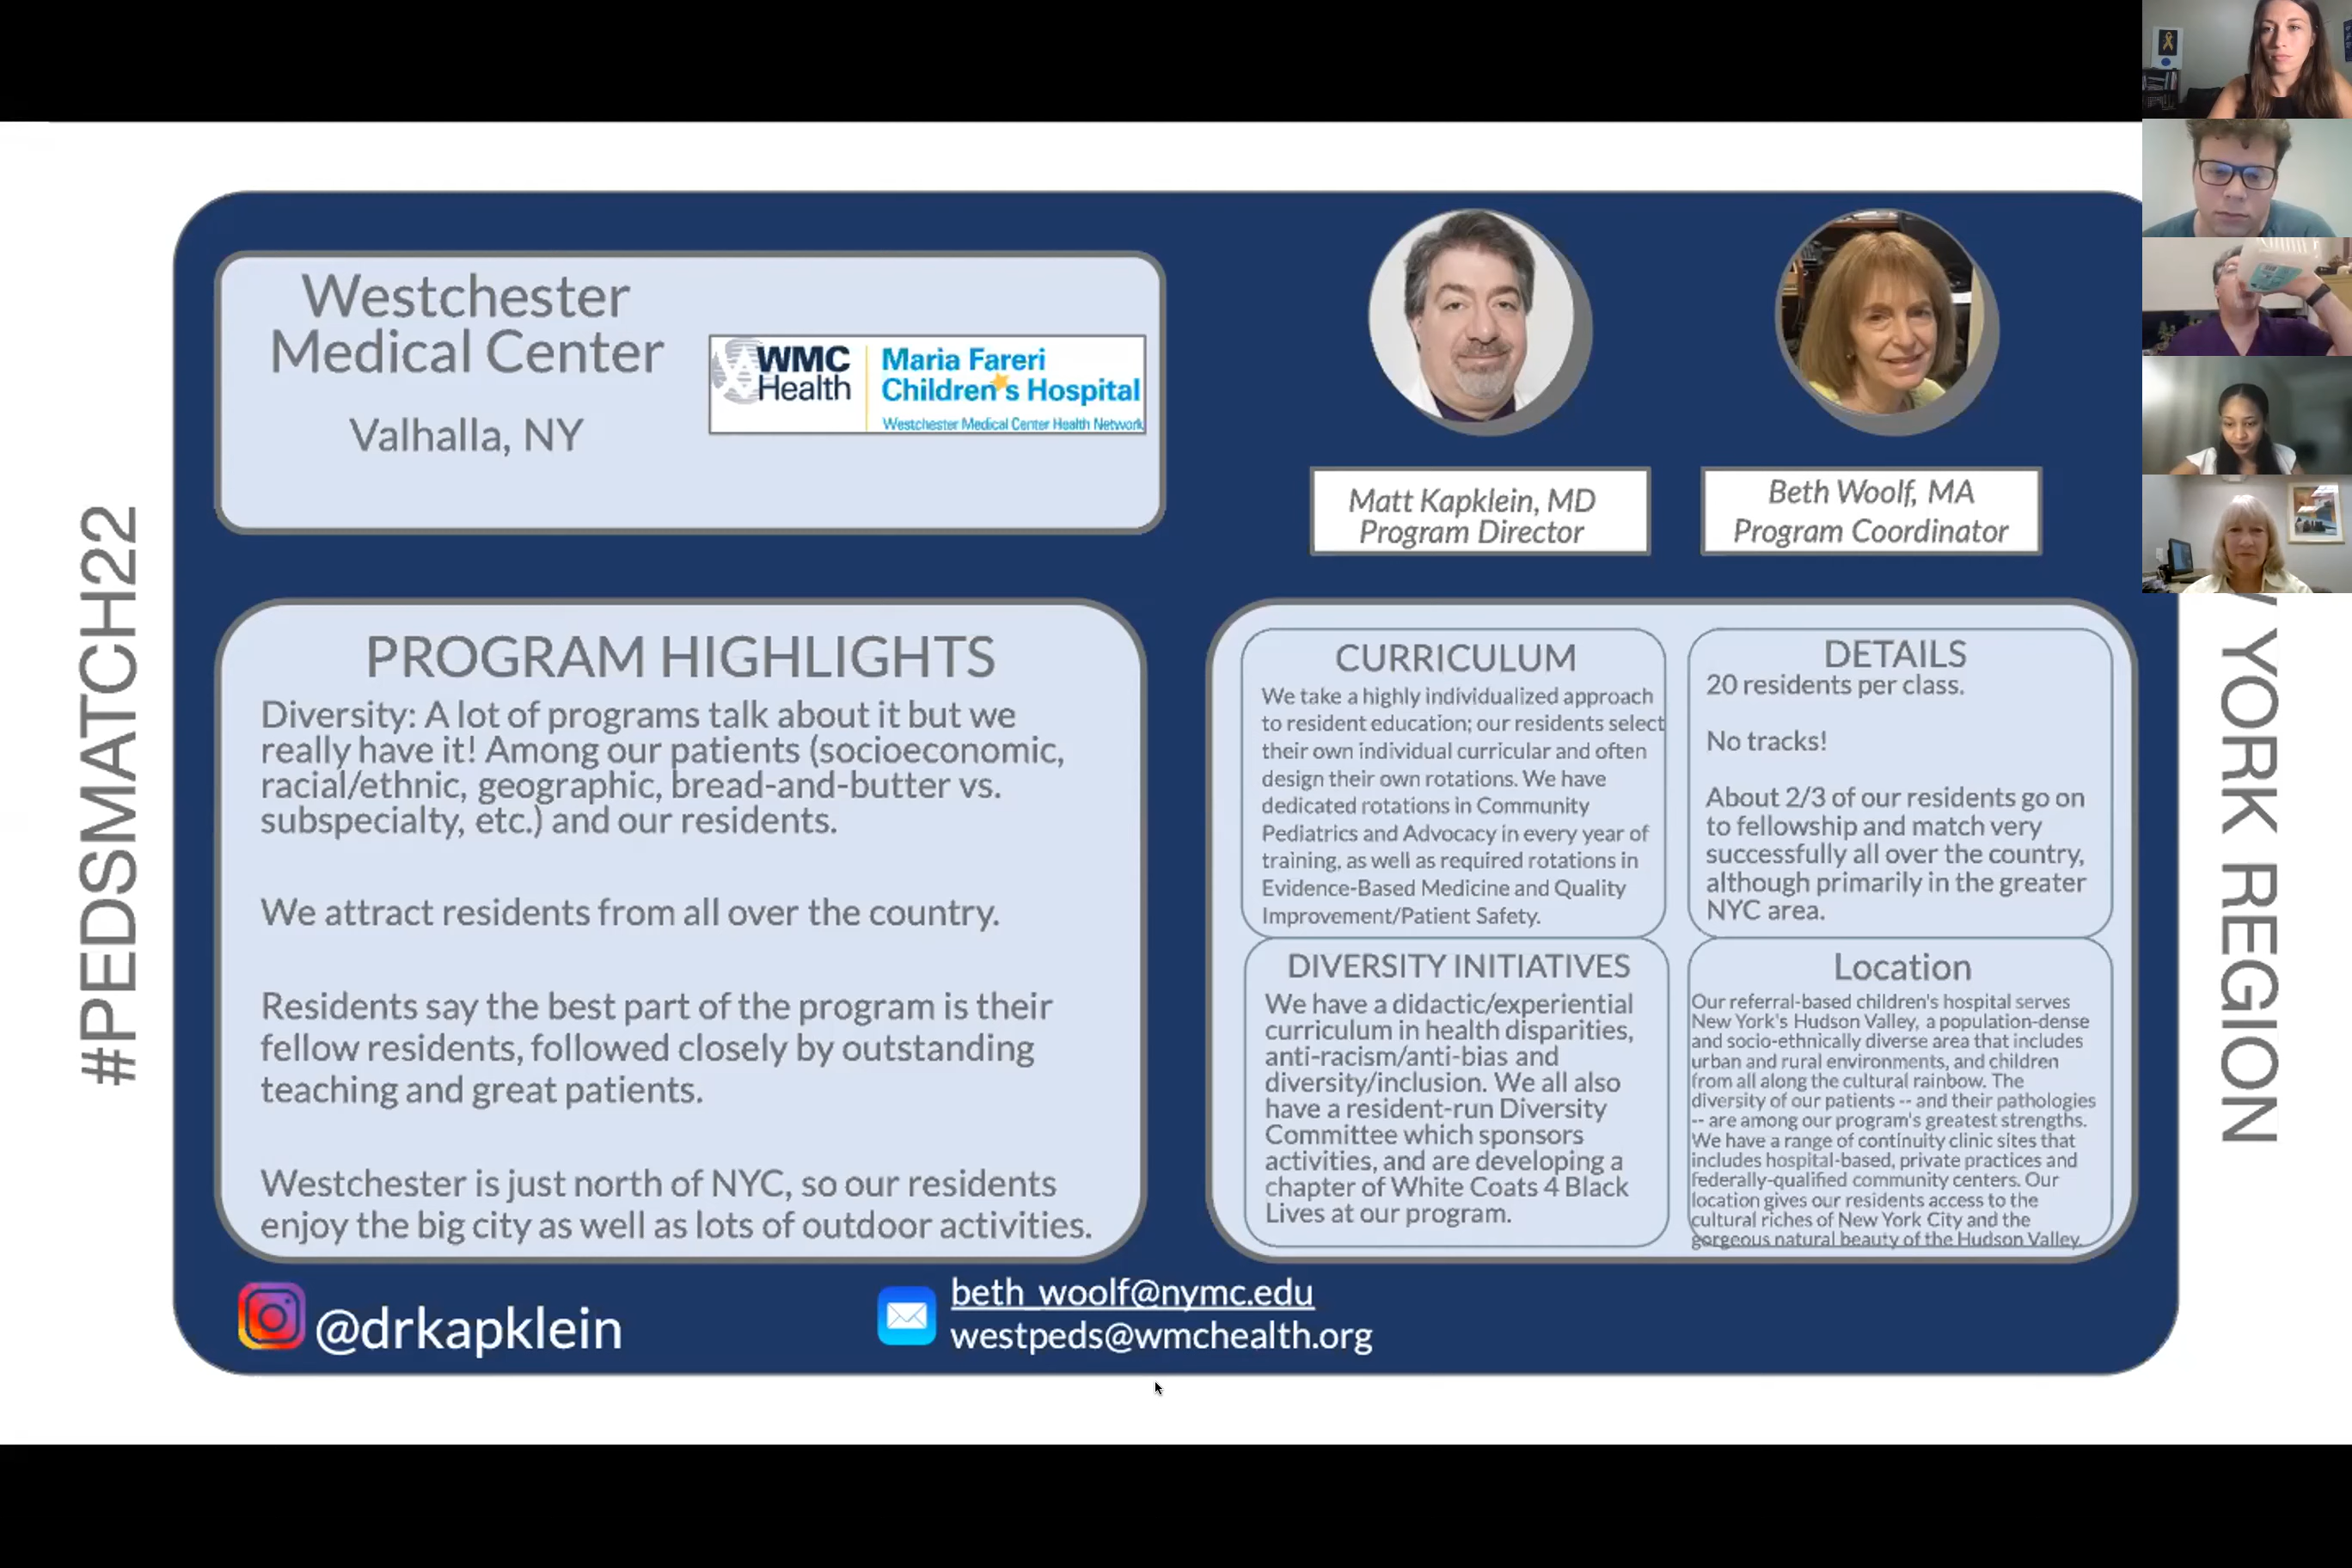 #PEDSMATCH22
Westchester
Medical Center
Valhalla, NY
WMC
Health
Maria Fareri
Children's Hospital
Westchester Medical Center Health Network
Matt Kapklein, MD
Program Director
Beth Woolf, MA
Program Coordinator
PROGRAM HIGHLIGHTS
Diversity: A lot of programs talk about it but we
really have it! Among our patients (socioeconomic,
racial/ethnic, geographic, bread-and-butter vs.
subspecialty, etc.) and our residents.
We attract residents from all over the country.
Residents say the best part of the program is their
fellow residents, followed closely by outstanding
teaching and great patients.
Westchester is just north of NYC, so our residents
enjoy the big city as well as lots of outdoor activities.
CURRICULUM
We take a highly individualized approach
to resident education; our residents select
their own individual curricular and often
design their own rotations. We have
dedicated rotations in Community
Pediatrics and Advocacy in every year of
training, as well as required rotations in
Evidence-Based Medicine and Quality
Improvement/Patient Safety.
DETAILS
20 residents per class.
No tracks!
About 2/3 of our residents go on
to fellowship and match very
successfully all over the country,
although primarily in the greater
NYC area.
DIVERSITY INITIATIVES
We have a didactic/experiential
curriculum in health disparities,
anti-racism/anti-bias and
diversity/inclusion. We all also
have a resident-run Diversity
Committee which sponsors
activities, and are developing a
chapter of White Coats 4 Black
Lives at our program.
Location
Our referral-based children's hospital serves
New York's Hudson Valley, a population-dense
and socio-ethnically diverse area that includes
urban and rural environments, and children
from all along the cultural rainbow. The
diversity of our patients -- and their pathologies
-- are among our program's greatest strengths.
We have a range of continuity clinic sites that
includes hospital-based, private practices and
federally-qualified community centers. Our
location gives our residents access to the
cultural riches of New York City and the
gorgeous natural beauty of the Hudson Valley.
@drkapklein
beth_woolf@nymc.edu
westpeds@wmchealth.org
YORK REGION